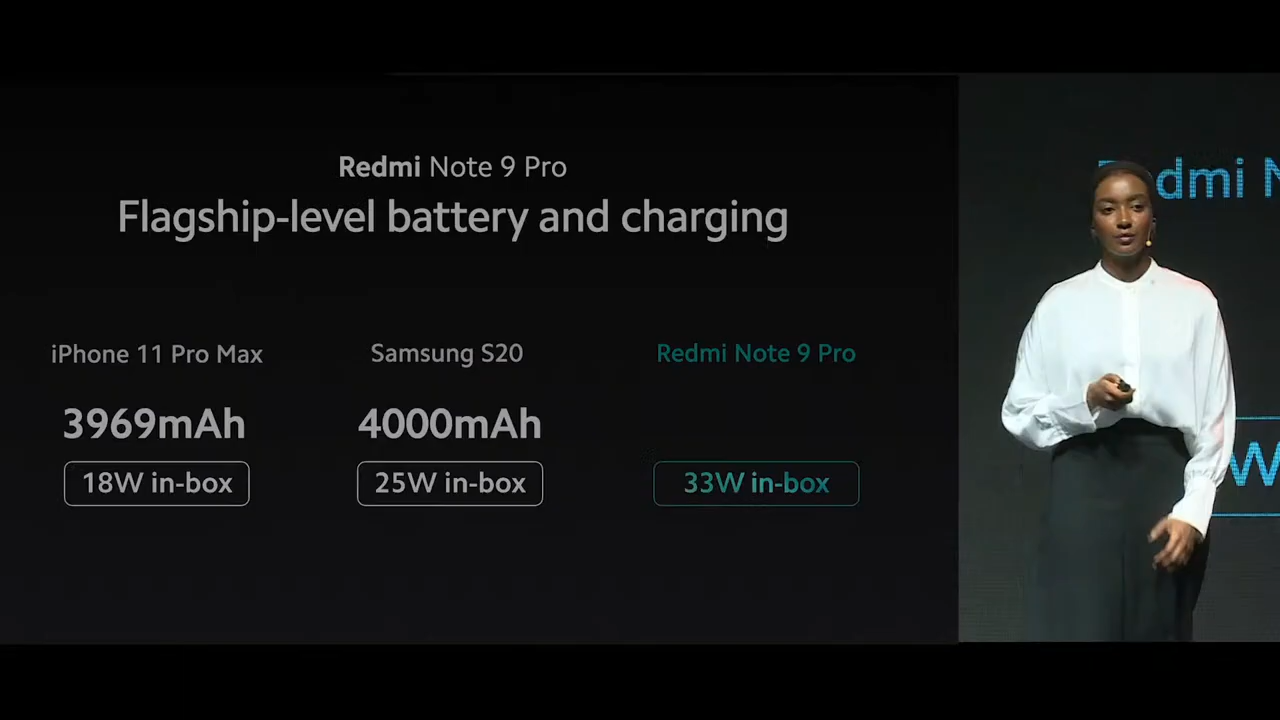 Redmi Note 9 Pro
Flagship-level battery and charging
iPhone 11 Pro Max
Samsung S20
Redmi Note 9 Pro
3969mAh
4000mAh
18W in-box
25W in-box
33W in-box